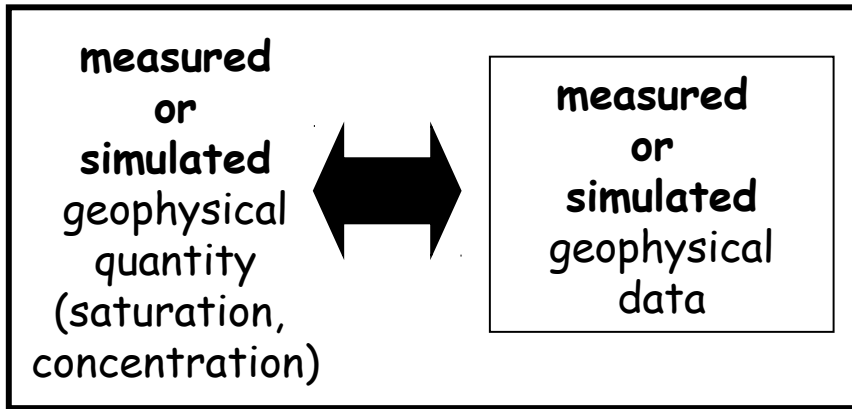 measured
or
simulated
geophysical
quantity
(saturation,
concentration)
measured
or
simulated
geophysical
data